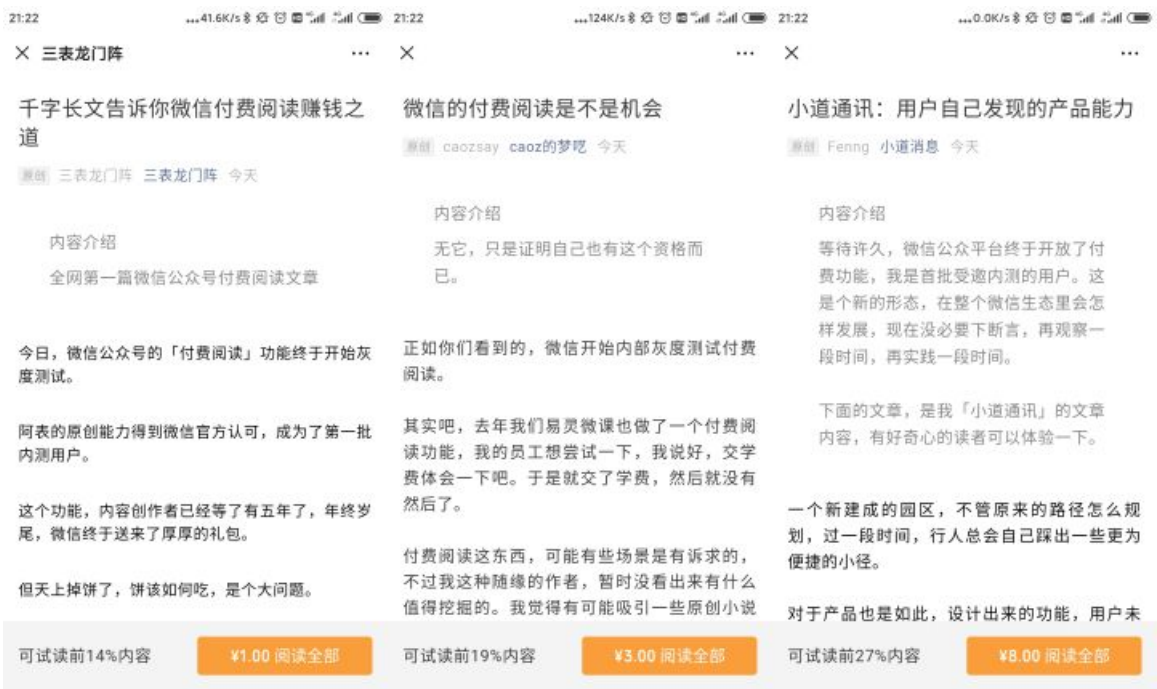 21:22
...41.6K/s
三表龙门阵
千字长文告诉你微信付费阅读赚钱之
道
原创 三表龙门阵 三表龙门阵 今天
内容介绍
全网第一篇微信公众号付费阅读文章
今日，微信公众号的「付费阅读」功能终于开始灰
度测试。
阿表的原创能力得到微信官方认可，成为了第一批
内测用户。
这个功能，内容创作者已经等了有五年了，年终岁
尾，微信终于送来了厚厚的礼包。
但天上掉饼了，饼该如何吃，是个大问题。
可试读前14%内容
¥1.00 阅读全部
21:22
...124K/s
微信的付费阅读是不是机会
原创 caozsay caoz的梦呓 今天
内容介绍
无它，只是证明自己也有这个资格而
已。
正如你们看到的，微信开始内部灰度测试付费
阅读。
其实吧，去年我们易灵微课也做了一个付费阅
读功能，我的员工想尝试一下，我说好，交学
费体会一下吧。于是就交了学费，然后就没有
然后了。
付费阅读这东西，可能有些场景是有诉求的，
不过我这种随缘的作者，暂时没看出来有什么
值得挖掘的。我觉得有可能吸引一些原创小说
可试读前19%内容
¥3.00 阅读全部
21:22
...0.0K/s
小道通讯：用户自己发现的产品能力
原创 Fenng 小道消息 今天
内容介绍
等待许久，微信公众平台终于开放了付
费功能，我是首批受邀内测的用户。这
是个新的形态，在整个微信生态里会怎
样发展，现在没必要下断言，再观察一
段时间，再实践一段时间。
下面的文章，是我「小道通讯」的文章
内容，有好奇心的读者可以体验一下。
一个新建成的园区，不管原来的路径怎么规
划，过一段时间，行人总会自己踩出一些更为
便捷的小径。
对于产品也是如此，设计出来的功能，用户未
可试读前27%内容
¥8.00 阅读全部